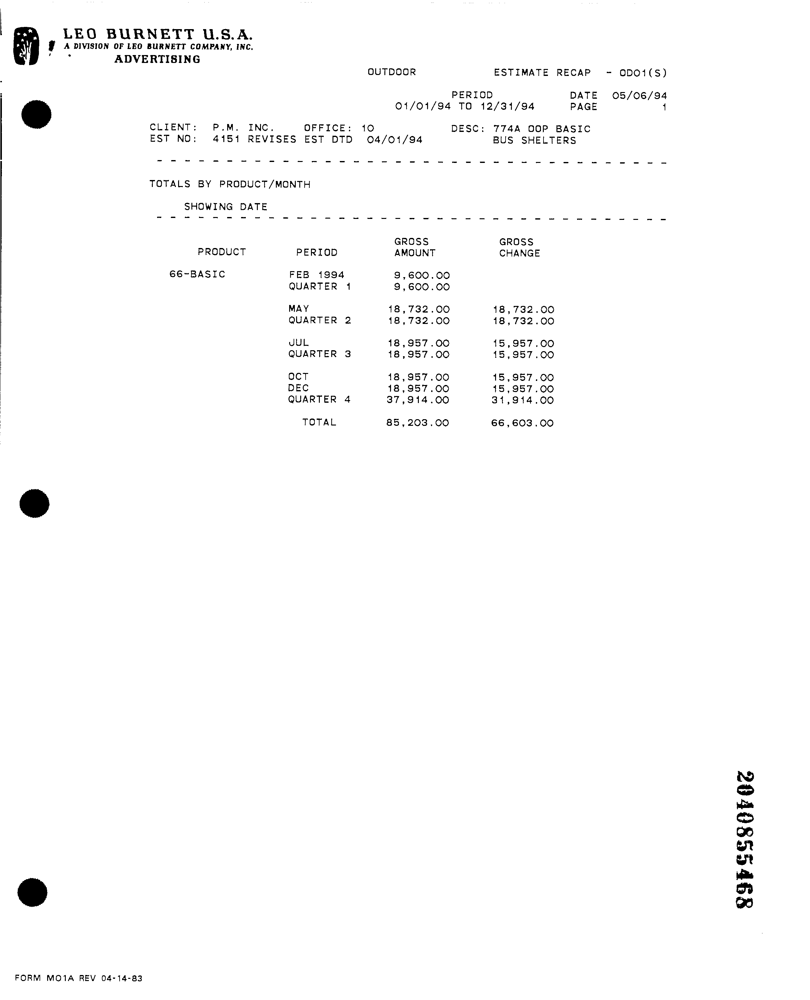 LEO BURNETT U.S.A.
A DIVISION OF LEO BURNETT COMPANY, INC.
ADVERTISING
OUTDOOR ESTIMATE RECAP - OD01(S)
PERIOD DATE 05/06/94
01/01/94 TO 12/31/94 PAGE 1
CLIENT: P.M. INC. OFFICE: 10 DESC: 774A OOP BASIC
EST NO: 4151 REVISES EST DTD 04/01/94 BUS SHELTERS
- - - - - - - - - - - - - - - - - - - - - - - - - - - - - - - - - - - - -
TOTALS BY PRODUCT/MONTH
SHOWING DATE
- - - - - - - - - - - - - - - - - - - - - - - - - - - - - - - - - - - - -
GROSS GROSS
PRODUCT PERIOD AMOUNT CHANGE
66-BASIC FEB 1994 9,600.00
QUARTER 1 9,600.00
MAY 18,732.00 18,732.00
QUARTER 2 18,732.00 18,732.00
JUL 18,957.00 15,957.00
QUARTER 3 18,957.00 15,957.00
OCT 18,957.00 15,957.00
DEC 18,957.00 15,957.00
QUARTER 4 37,914.00 31,914.00
TOTAL 85,203.00 66,603.00
2040855468
FORM M01A REV 04-14-83